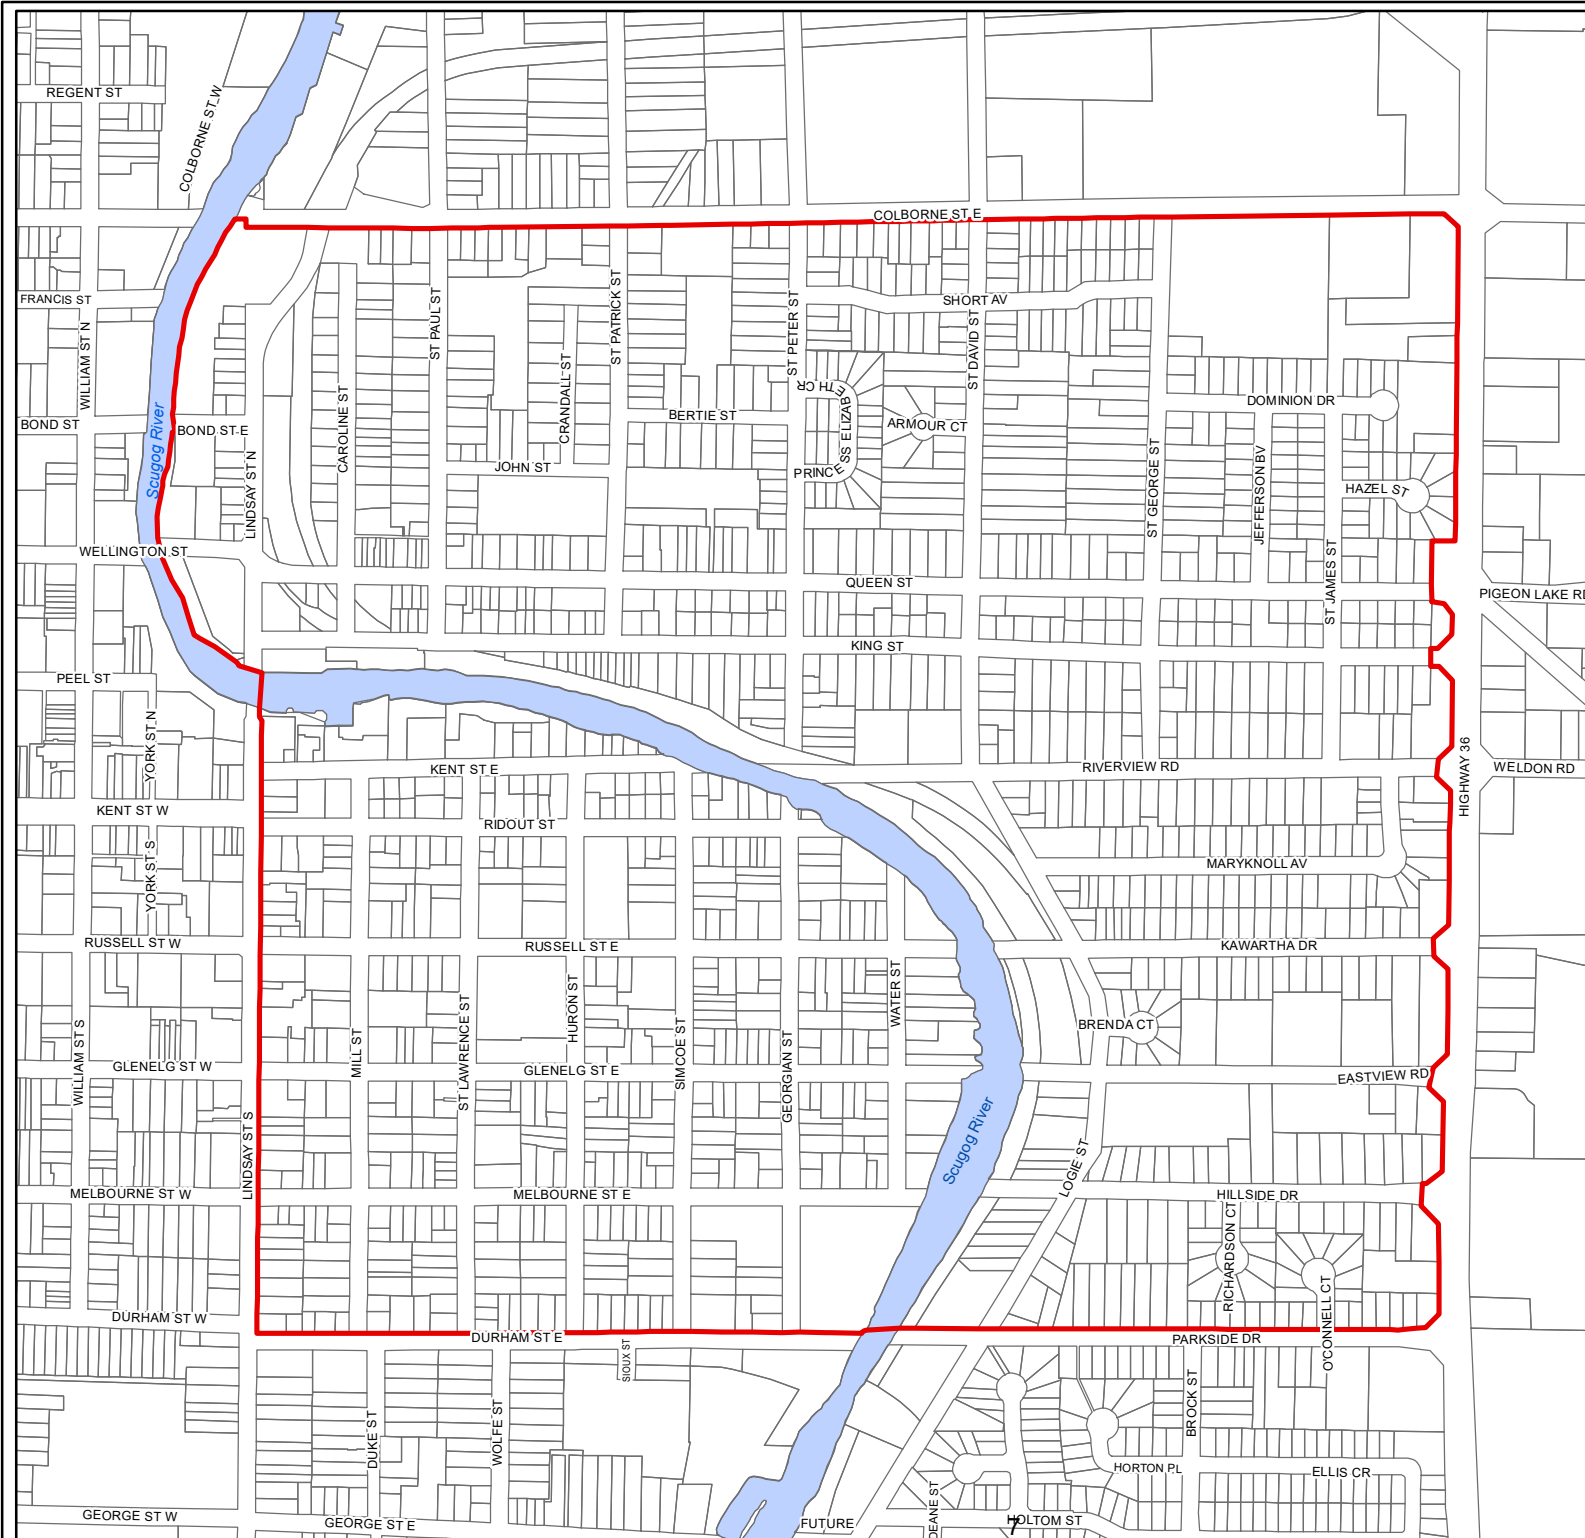 REGENT ST
COLBORNE ST W
COLBORNE ST E
FRANCIS ST
WILLIAM ST N
ST PAUL ST
ST PATRICK ST
ST PETER ST
SHORT AV
ST DAVID ST
CAROLINE ST
CRANDALL ST
PRINCESS ELIZABETH CR
BERTIE ST
ARMOUR CT
DOMINION DR
BOND ST
BOND ST E
Scugog River
LINDSAY ST N
JOHN ST
ST GEORGE ST
JEFFERSON BV
HAZEL ST
WELLINGTON ST
QUEEN ST
ST JAMES ST
PIGEON LAKE RD
KING ST
PEEL ST
YORK ST N
KENT ST E
RIVERVIEW RD
HIGHWAY 36
WELDON RD
KENT ST W
RIDOUT ST
YORK ST S
MARYKNOLL AV
RUSSELL ST W
RUSSELL ST E
KAWARTHA DR
WILLIAM ST S
MILL ST
ST LAWRENCE ST
HURON ST
SIMCOE ST
GEORGIAN ST
WATER ST
BRENDA CT
GLENELG ST W
GLENELG ST E
EASTVIEW RD
LINDSAY ST S
Scugog River
LOGIE ST
MELBOURNE ST W
MELBOURNE ST E
HILLSIDE DR
RICHARDSON CT
O'CONNELL CT
DURHAM ST W
DURHAM ST E
PARKSIDE DR
SIOUX ST
DUKE ST
WOLFE ST
BROCK ST
HORTON PL
ELLIS CR
DEANE ST
GEORGE ST W
GEORGE ST E
FUTURE
HOLTOM ST
7